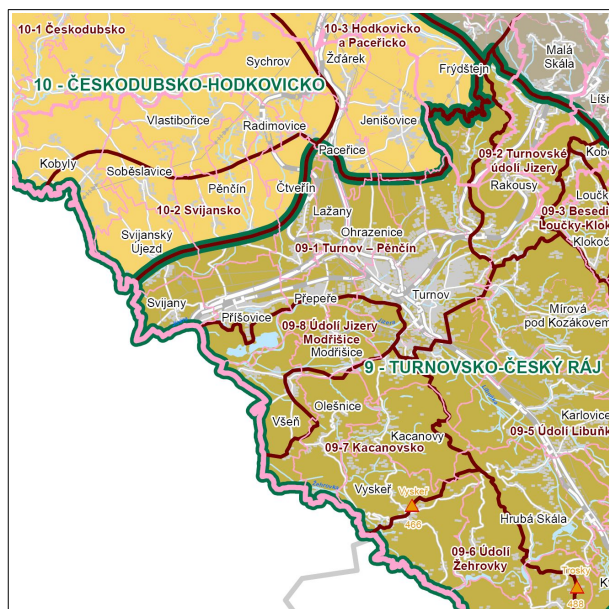 10-1 Českodubsko
10-3 Hodkovicko
a Paceřicko
Sychrov
Žďárek
Malá
Skála
Frýdštejn
10 - ČESKODUBSKO-HODKOVICKO
Vlastibořice
Radimovice
Jenišovice
Paceřice
09-2 Turnovské
údolí Jizery
Kobylý
Soběslavice
Pěnčín
Čtveřín
Rakousy
10-2 Svijansko
Lažany
09-3 Besedi
Loučky-Klok
Klokoč
Svijanský
Újezd
Ohrazenice
09-1 Turnov – Pěnčín
Svijany
Přepeře
Turnov
Příšovice
Mírová
pod Kozákovem
09-8 Údolí Jizery
Modřišice
Modřišice
9 - TURNOVSKO-ČESKÝ RÁJ
Olešnice
Všeň
Kacanovy
Karlovice
09-5 Údolí Libuňk
09-7 Kacanovsko
Žehrovka
Vyskeř
Vyskeř
466
Hrubá Skála
09-6 Údolí
Žehrovky
Trosky
488